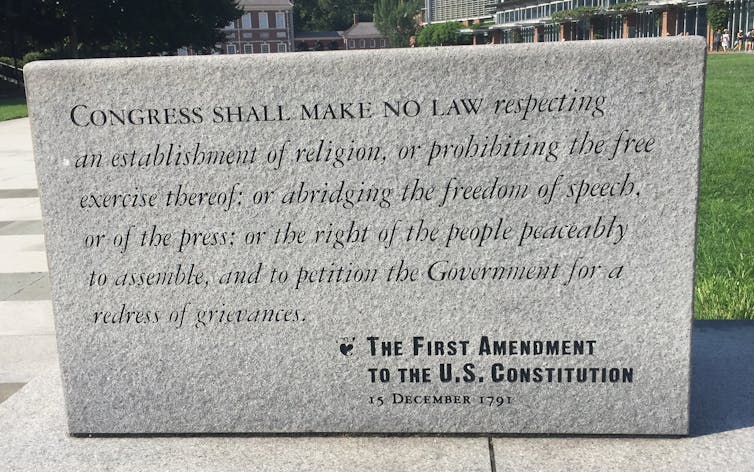 CONGRESS SHALL MAKE NO LAW respecting
an establishment of religion, or prohibiting the free
exercise thereof; or abridging the freedom of speech,
or of the press; or the right of the people peaceably
to assemble, and to petition the Government for a
redress of grievances.
THE FIRST AMENDMENT
TO THE U.S. CONSTITUTION
15 DECEMBER 1791